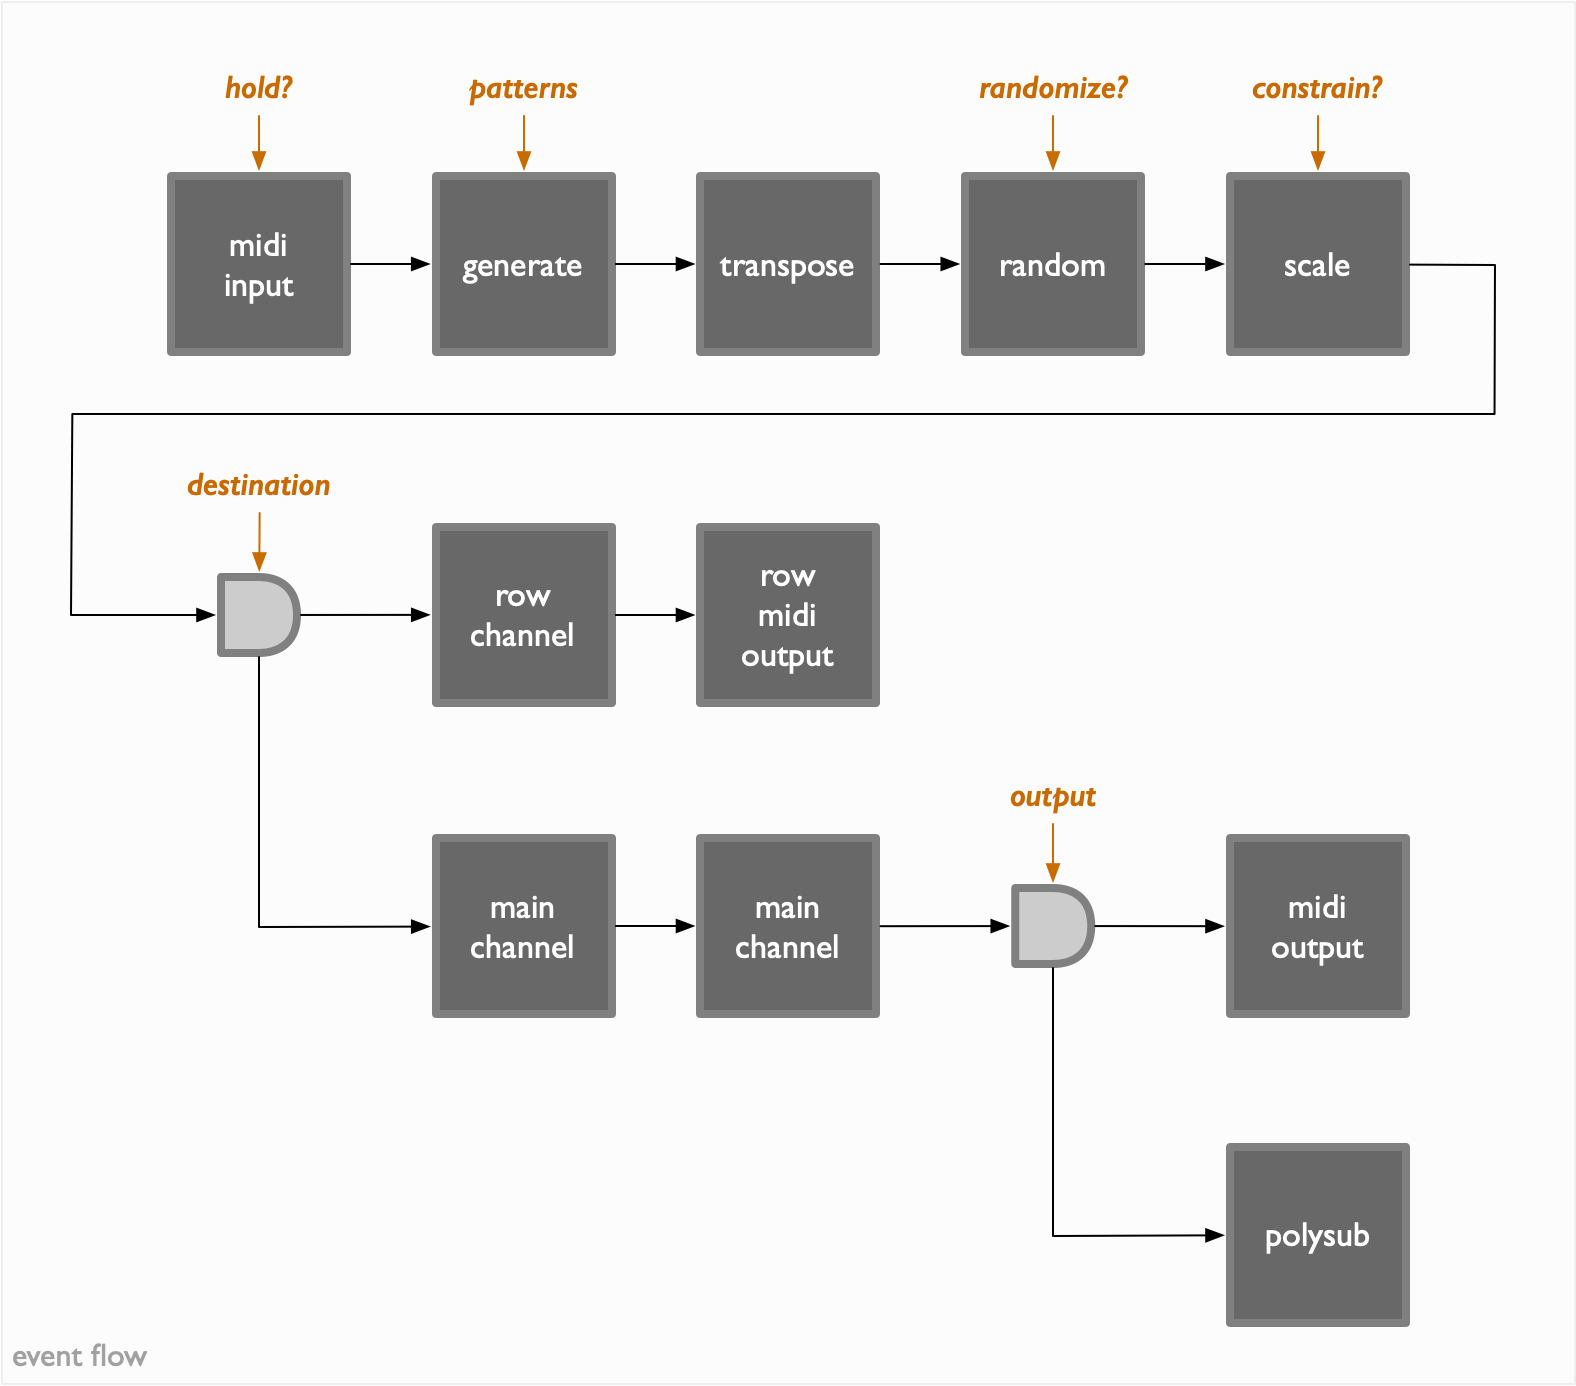 hold?
patterns
randomize?
constrain?
midi
input
generate
transpose
random
scale
destination
row
channel
row
midi
output
output
main
channel
main
channel
midi
output
polysub
event flow